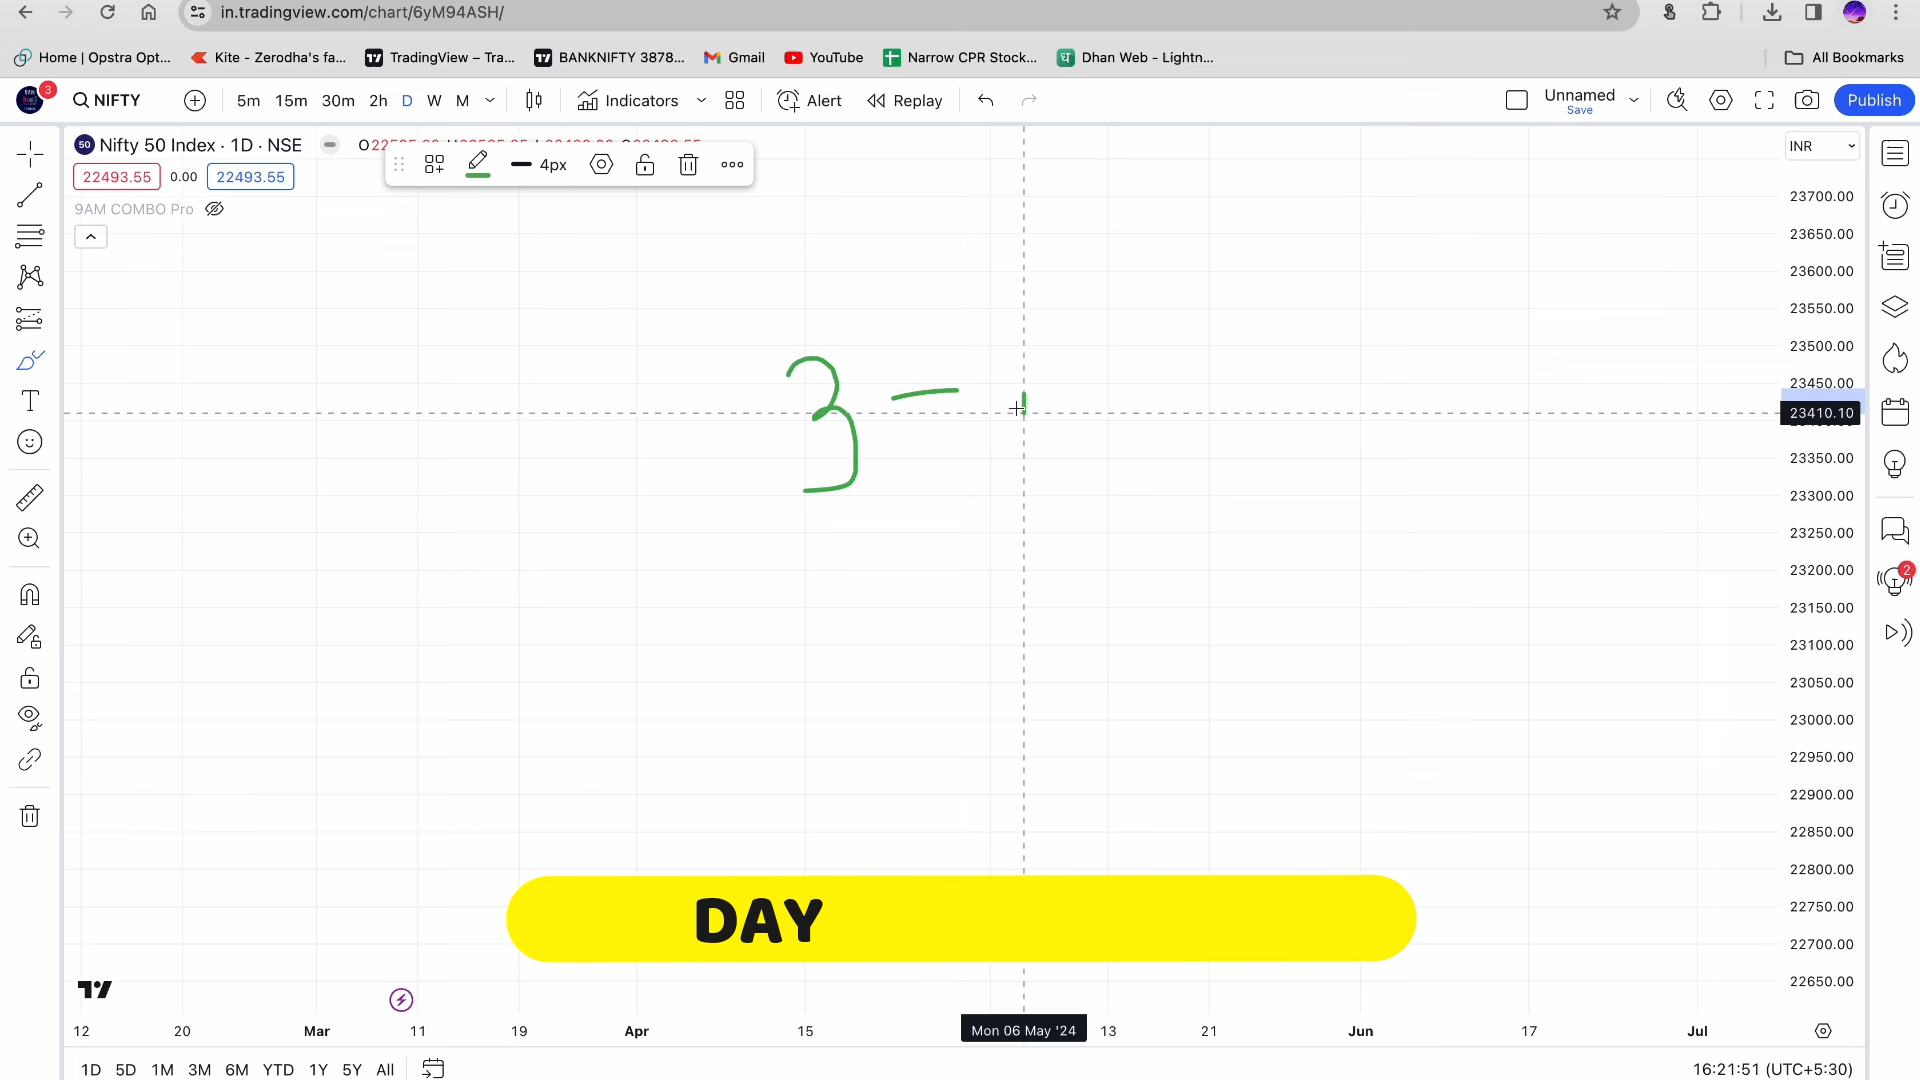 in.tradingview.com/chart/6yM94ASH/
Home | Opstra Opt... Kite - Zerodha's fa... TradingView – Tra... BANKNIFTY 3878... Gmail YouTube Narrow CPR Stock... Dhan Web - Lightn... All Bookmarks
3 NIFTY 5m 15m 30m 2h D W M Indicators Alert Replay Unnamed Save Publish
50 Nifty 50 Index · 1D · NSE INR
22493.55 0.00 22493.55 4px
9AM COMBO Pro
23700.00
23650.00
23600.00
23550.00
23500.00
23450.00
3 –
23410.10
23350.00
23300.00
23250.00
23200.00
2
23150.00
23100.00
23050.00
23000.00
22950.00
22900.00
22850.00
22800.00
22750.00
DAY
22700.00
22650.00
12 20 Mar 11 19 Apr 15 Mon 06 May '24 13 21 Jun 17 Jul
1D 5D 1M 3M 6M YTD 1Y 5Y All 16:21:51 (UTC+5:30)